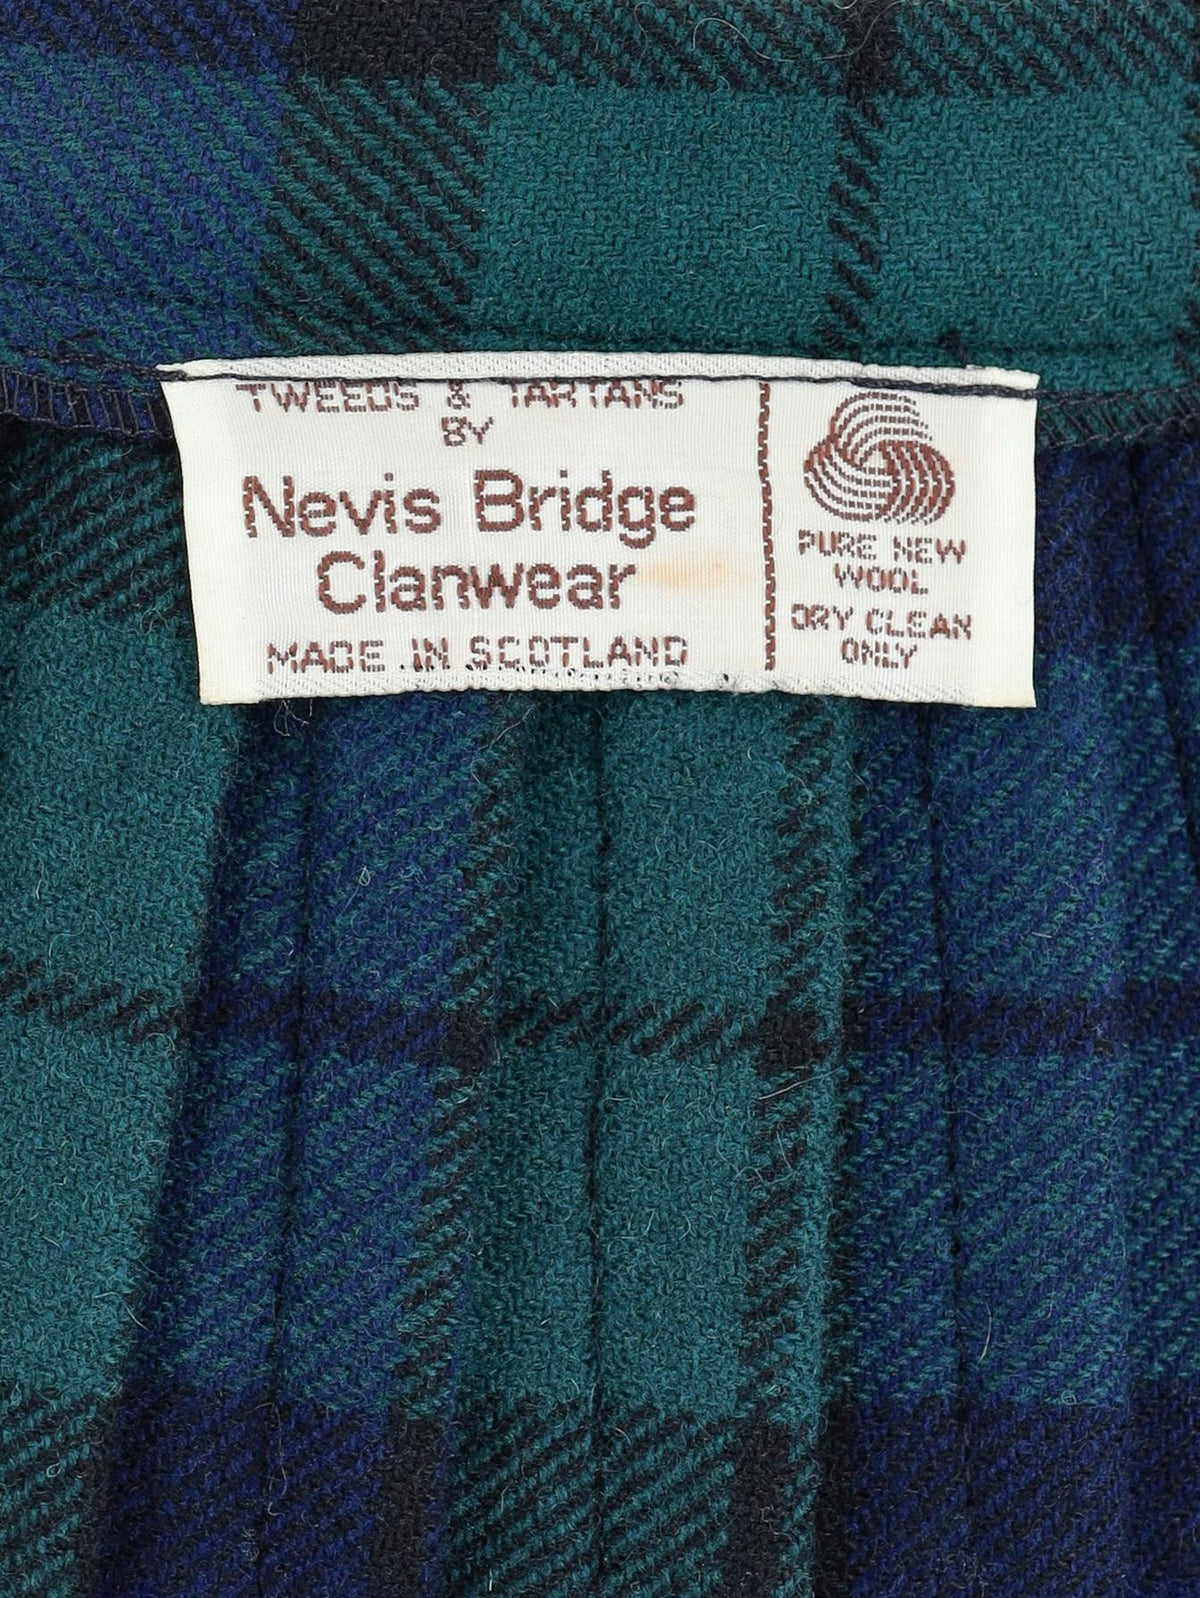 TWEEDS & TARTANS
BY
Nevis Bridge
Clanwear
MADE IN SCOTLAND
PURE NEW
WOOL
DRY CLEAN
ONLY